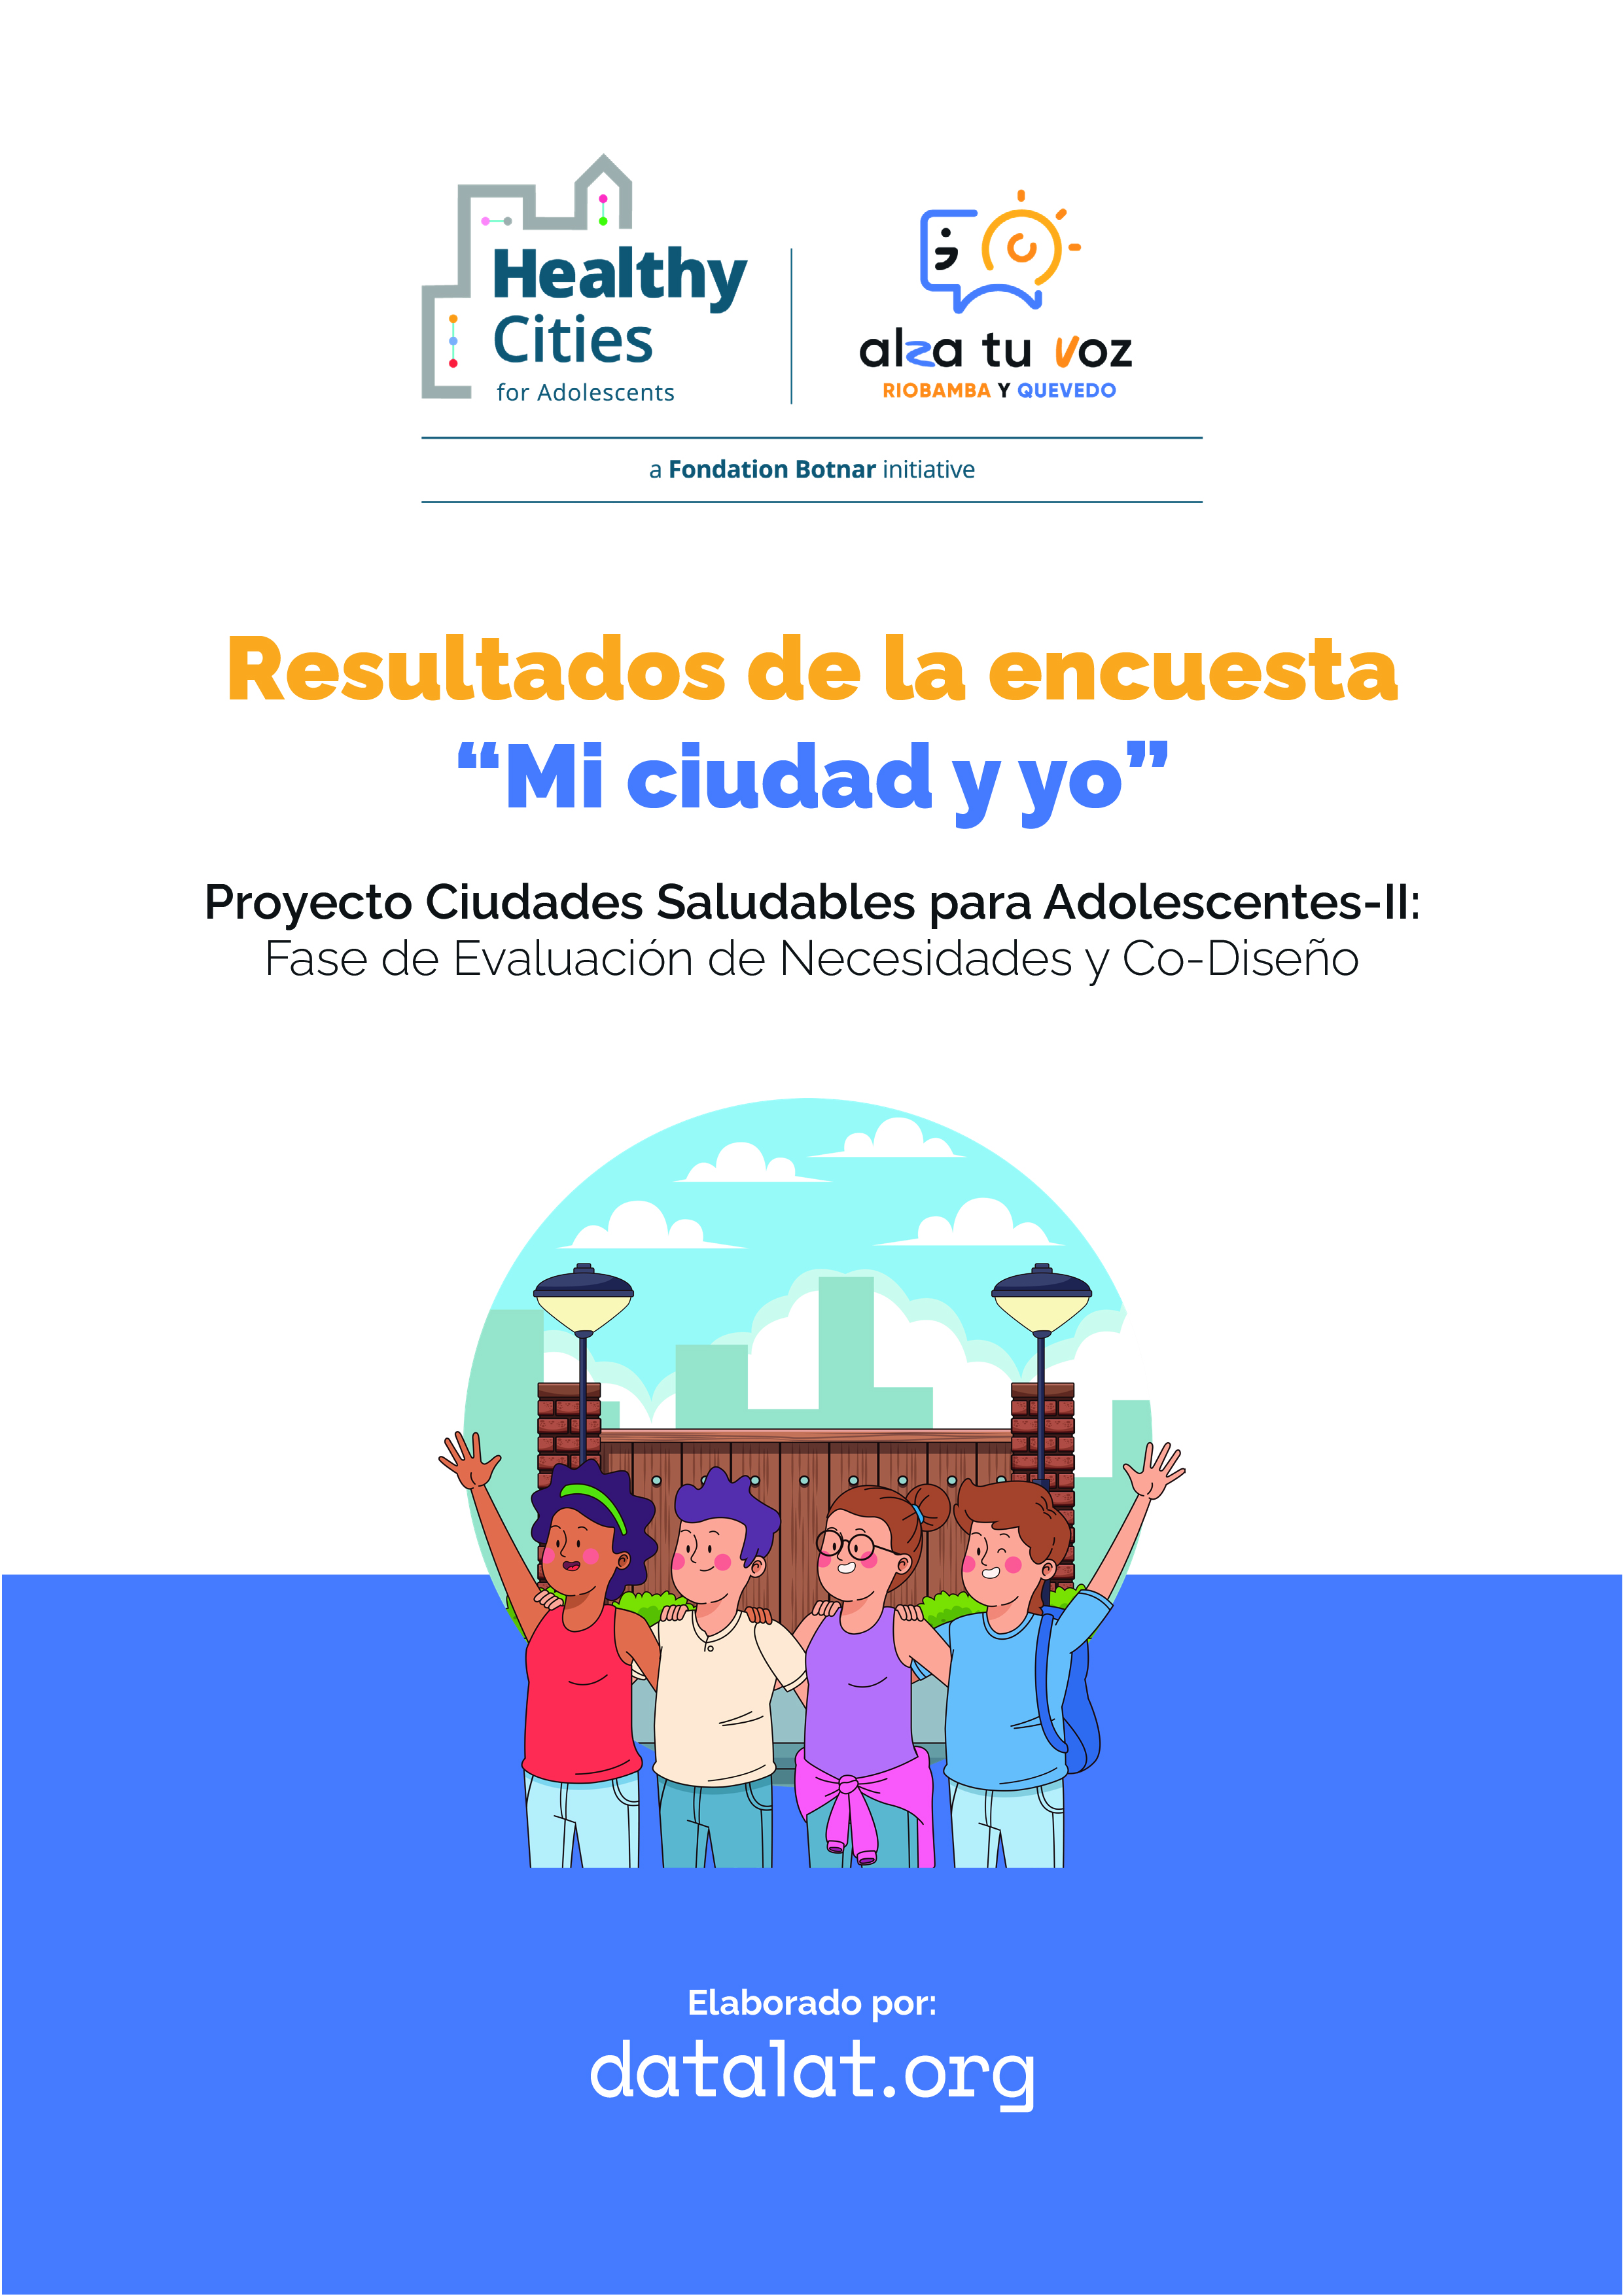 Healthy
Cities
for Adolescents
alza tu voz
RIOBAMBA Y QUEVEDO
a Fondation Botnar initiative
Resultados de la encuesta
“Mi ciudad y yo”
Proyecto Ciudades Saludables para Adolescentes-II:
Fase de Evaluación de Necesidades y Co-Diseño
Elaborado por:
datalat.org